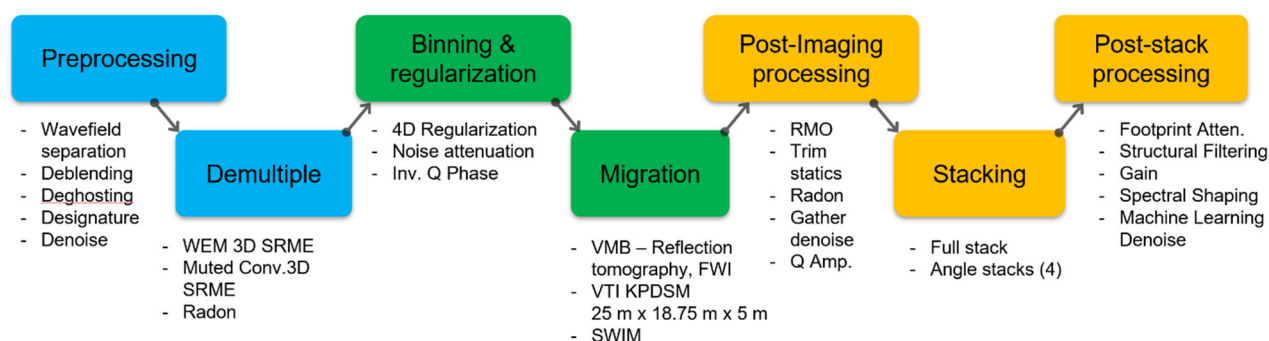 Preprocessing
- Wavefield
separation
- Deblending
- Deghosting
- Designature
- Denoise
Demultiple
- WEM 3D SRME
- Muted Conv.3D
SRME
- Radon
Binning &
regularization
- 4D Regularization
- Noise attenuation
- Inv. Q Phase
Migration
- VMB – Reflection
tomography, FWI
- VTI KPDSM
25 m x 18.75 m x 5 m
- SWIM
Post-Imaging
processing
- RMO
- Trim
statics
- Radon
- Gather
denoise
- Q Amp.
Stacking
- Full stack
- Angle stacks (4)
Post-stack
processing
- Footprint Atten.
- Structural Filtering
- Gain
- Spectral Shaping
- Machine Learning
Denoise